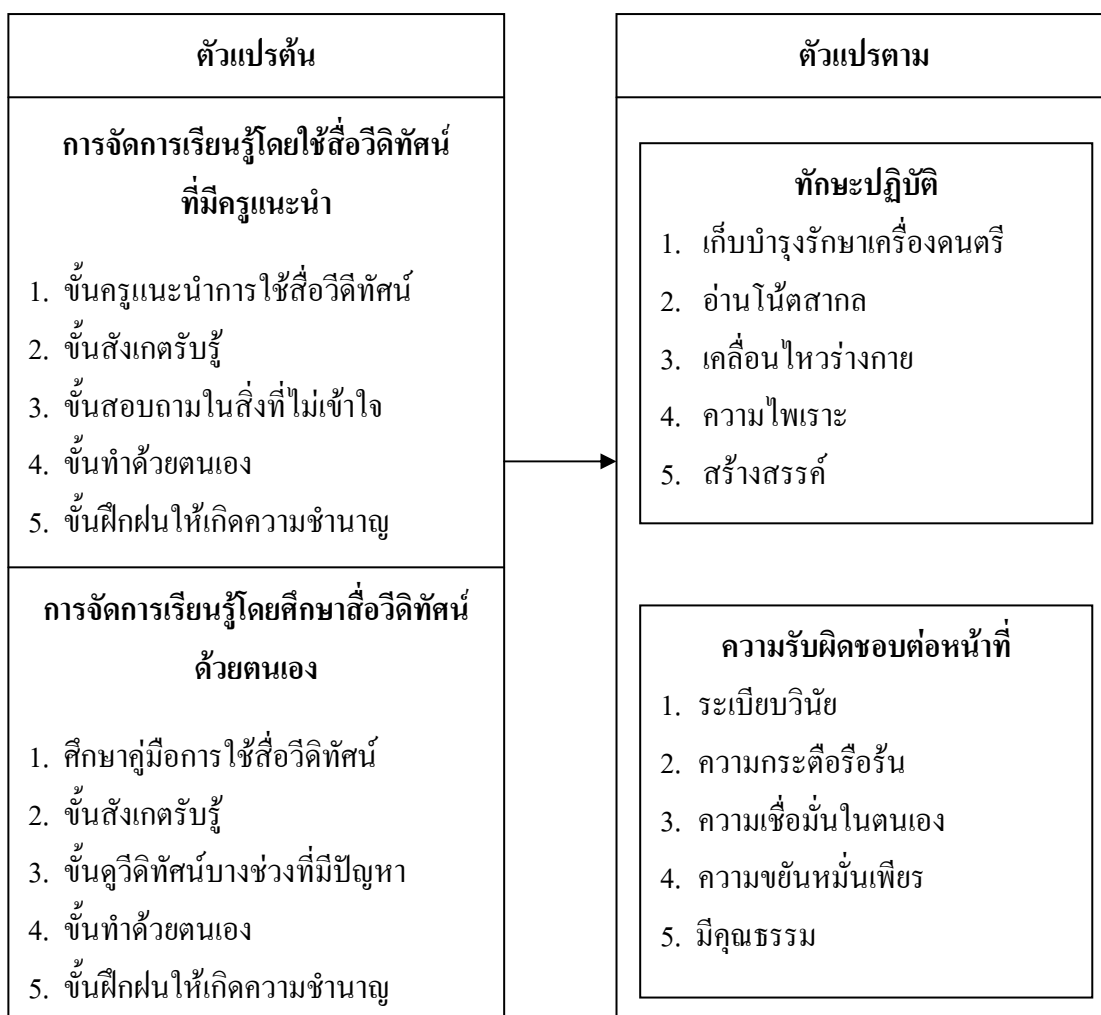 ตัวแปรต้น
การจัดการเรียนรู้โดยใช้สื่อวีดิทัศน์
ที่มีครูแนะนำ
1. ขั้นครูแนะนำการใช้สื่อวีดีทัศน์
2. ขั้นสังเกตรับรู้
3. ขั้นสอบถามในสิ่งที่ไม่เข้าใจ
4. ขั้นทำด้วยตนเอง
5. ขั้นฝึกฝนให้เกิดความชำนาญ
การจัดการเรียนรู้โดยศึกษาสื่อวีดิทัศน์
ด้วยตนเอง
1. ศึกษาคู่มือการใช้สื่อวีดิทัศน์
2. ขั้นสังเกตรับรู้
3. ขั้นดูวีดิทัศน์บางช่วงที่มีปัญหา
4. ขั้นทำด้วยตนเอง
5. ขั้นฝึกฝนให้เกิดความชำนาญ
ตัวแปรตาม
ทักษะปฏิบัติ
1. เก็บบำรุงรักษาเครื่องดนตรี
2. อ่านโน้ตสากล
3. เคลื่อนไหวร่างกาย
4. ความไพเราะ
5. สร้างสรรค์
ความรับผิดชอบต่อหน้าที่
1. ระเบียบวินัย
2. ความกระตือรือร้น
3. ความเชื่อมั่นในตนเอง
4. ความขยันหมั่นเพียร
5. มีคุณธรรม